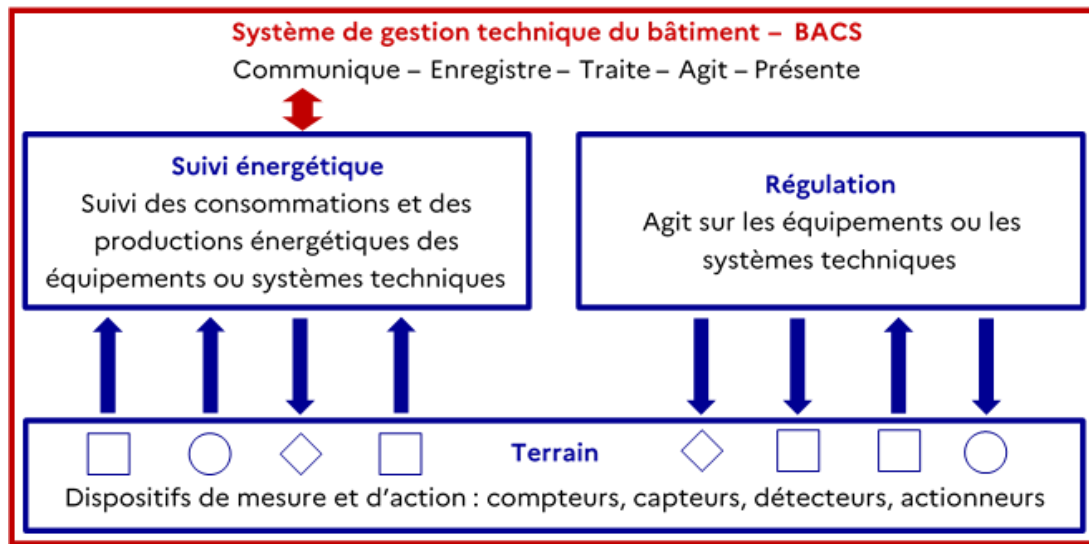 Système de gestion technique du bâtiment – BACS
Communique – Enregistre – Traite – Agit – Présente
Suivi énergétique
Suivi des consommations et des
productions énergétiques des
équipements ou systèmes techniques
Régulation
Agit sur les équipements ou les
systèmes techniques
Terrain
Dispositifs de mesure et d'action : compteurs, capteurs, détecteurs, actionneurs